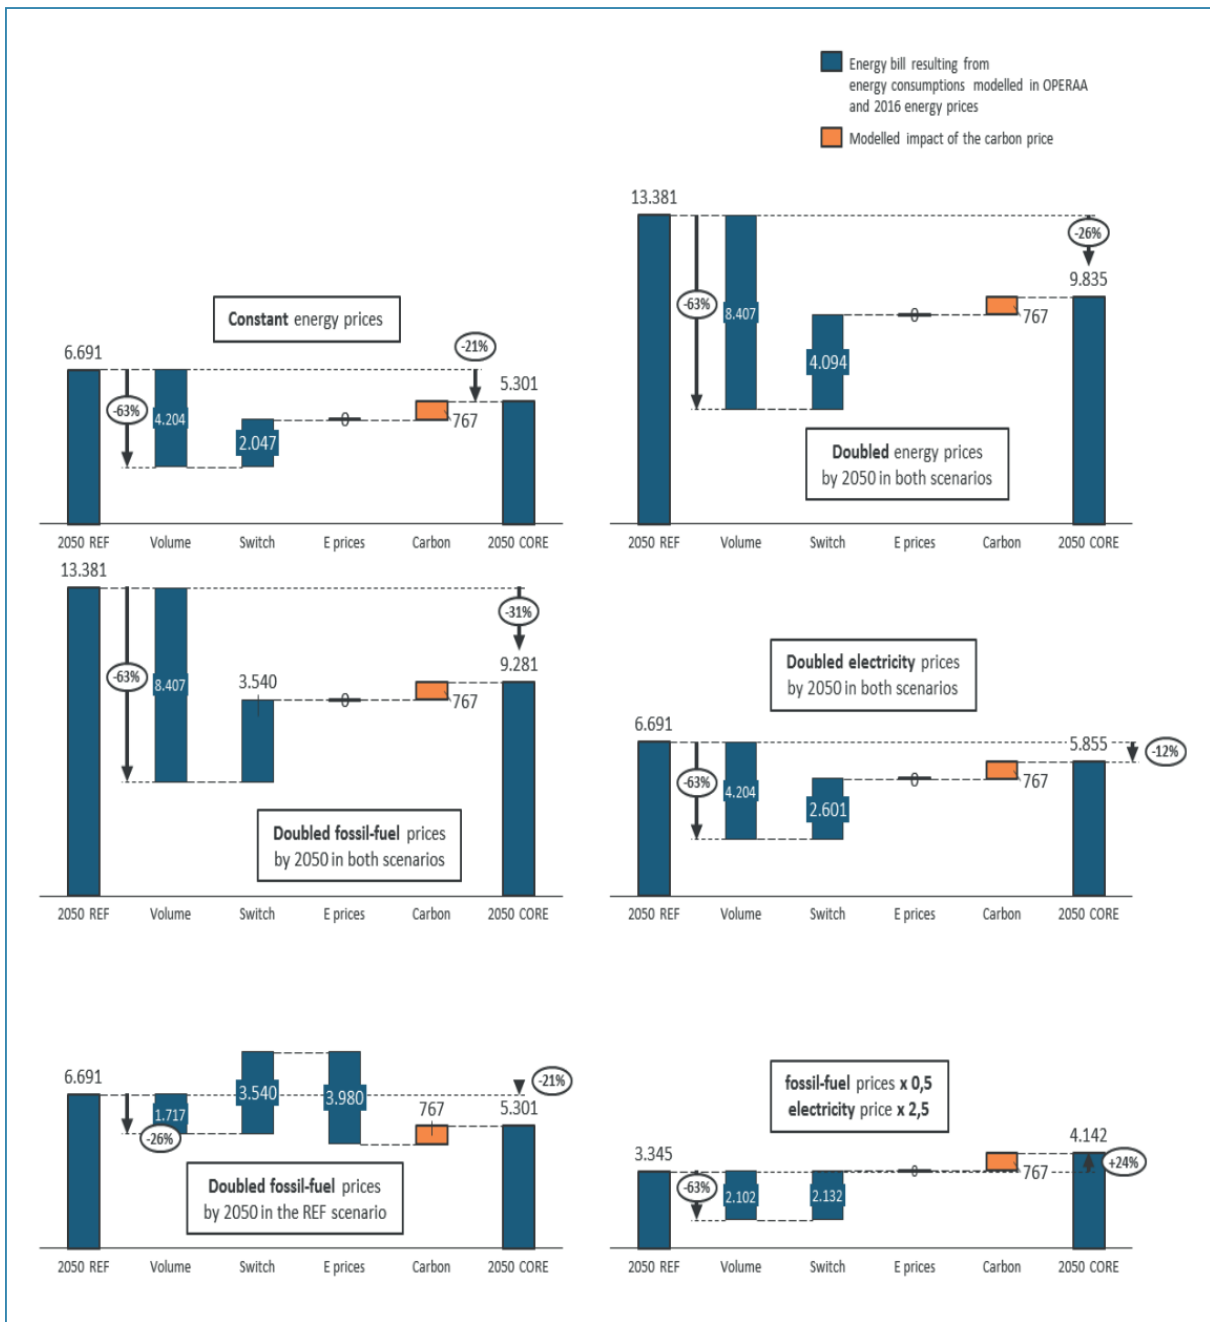 Energy bill resulting from
energy consumptions modelled in OPERAA
and 2016 energy prices
Modelled impact of the carbon price
Constant energy prices
6.691
-63%
4.204
2.047
0
767
-21%
5.301
2050 REF Volume Switch E prices Carbon 2050 CORE
13.381
-63%
8.407
4.094
0
767
-26%
9.835
Doubled energy prices
by 2050 in both scenarios
2050 REF Volume Switch E prices Carbon 2050 CORE
13.381
-63%
8.407
3.540
0
767
-31%
9.281
Doubled fossil-fuel prices
by 2050 in both scenarios
2050 REF Volume Switch E prices Carbon 2050 CORE
Doubled electricity prices
by 2050 in both scenarios
6.691
-63%
4.204
2.601
0
767
5.855
-12%
2050 REF Volume Switch E prices Carbon 2050 CORE
6.691
1.717
-26%
3.540
3.980
767
-21%
5.301
Doubled fossil-fuel prices
by 2050 in the REF scenario
2050 REF Volume Switch E prices Carbon 2050 CORE
fossil-fuel prices x 0,5
electricity price x 2,5
3.345
-63%
2.102
2.132
0
767
4.142
+24%
2050 REF Volume Switch E prices Carbon 2050 CORE